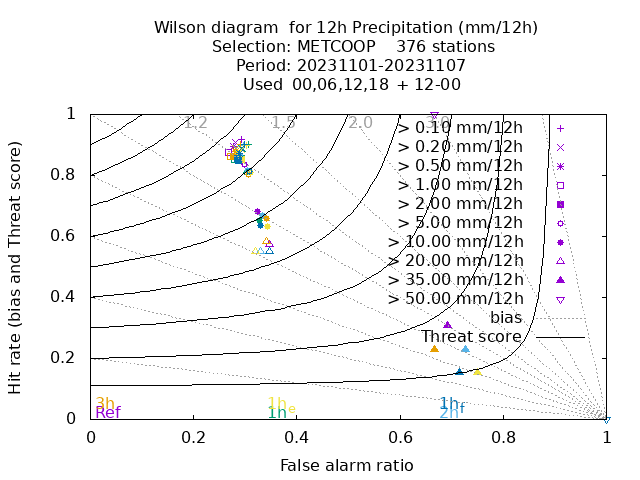 Wilson diagram for 12h Precipitation (mm/12h)
Selection: METCOOP 376 stations
Period: 20231101-20231107
Used 00,06,12,18 + 12-00
Hit rate (bias and Threat score)
1
0.8
0.6
0.4
0.2
0
1.2 1.5 2.0 3.0
> 0.10 mm/12h
> 0.20 mm/12h
> 0.50 mm/12h
> 1.00 mm/12h
> 2.00 mm/12h
> 5.00 mm/12h
> 10.00 mm/12h
> 20.00 mm/12h
> 35.00 mm/12h
> 50.00 mm/12h
bias
Threat score
3h 1h_e 1h_f
Ref 1h 2h
0 0.2 0.4 0.6 0.8 1
False alarm ratio